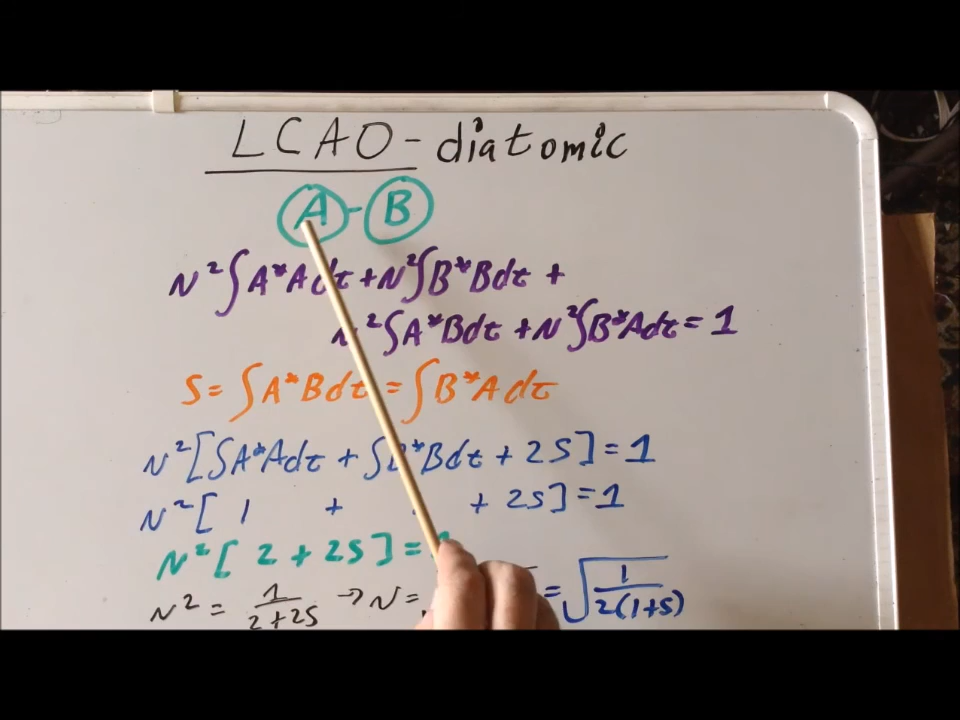 LCAO - diatomic
A - B
N²∫A*Adτ + N²∫B*Bdτ +
N²∫A*Bdτ + N²∫B*Adτ = 1
S = ∫A*Bdτ = ∫B*Adτ
N²[∫A*Adτ + ∫B*Bdτ + 2S] = 1
N²[ 1 + + 2S] = 1
N²[ 2 + 2S] =
N² = 1/(2+2S) → N = = √(1/(2(1+S)))